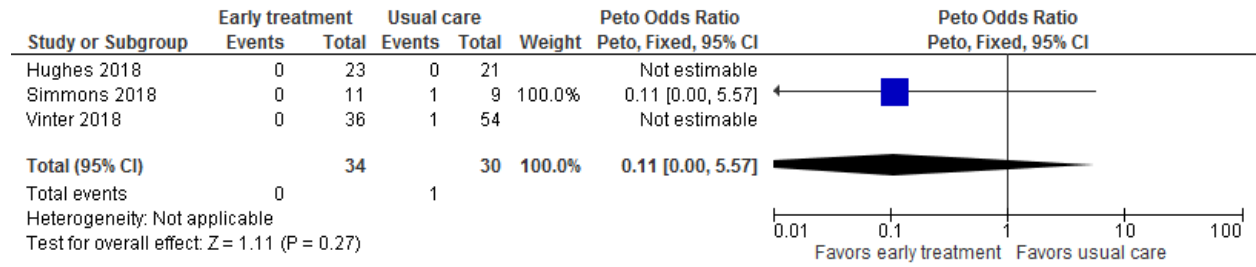 Early treatment Usual care Peto Odds Ratio Peto Odds Ratio
Study or Subgroup Events Total Events Total Weight Peto, Fixed, 95% CI Peto, Fixed, 95% CI
Hughes 2018 0 23 0 21 Not estimable
Simmons 2018 0 11 1 9 100.0% 0.11 [0.00, 5.57]
Vinter 2018 0 36 1 54 Not estimable
Total (95% CI) 34 30 100.0% 0.11 [0.00, 5.57]
Total events 0 1
Heterogeneity: Not applicable
Test for overall effect: Z = 1.11 (P = 0.27)
0.01 0.1 1 10 100
Favors early treatment Favors usual care